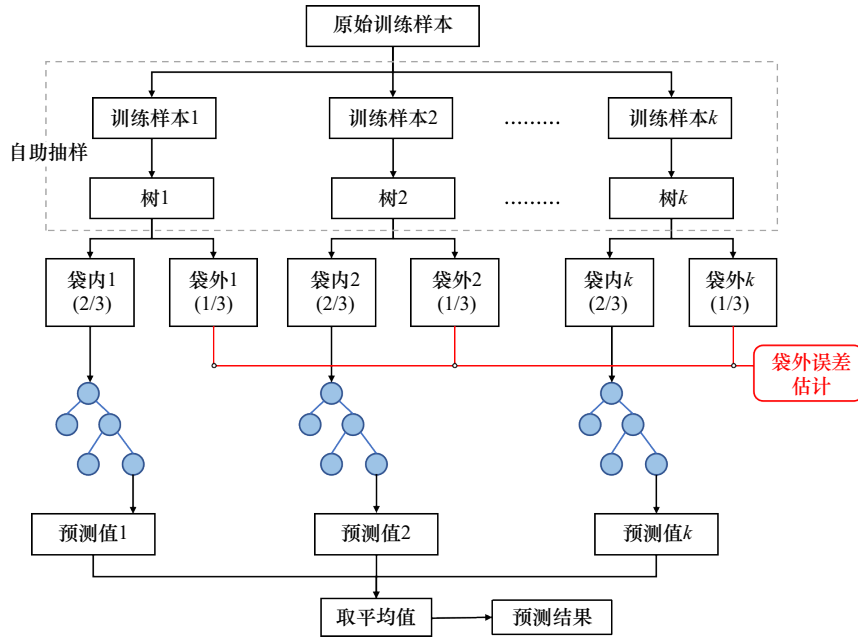 原始训练样本
训练样本1
训练样本2
………
训练样本k
自助抽样
树1
树2
………
树k
袋内1
(2/3)
袋外1
(1/3)
袋内2
(2/3)
袋外2
(1/3)
袋内k
(2/3)
袋外k
(1/3)
袋外误差
估计
预测值1
预测值2
预测值k
取平均值
预测结果